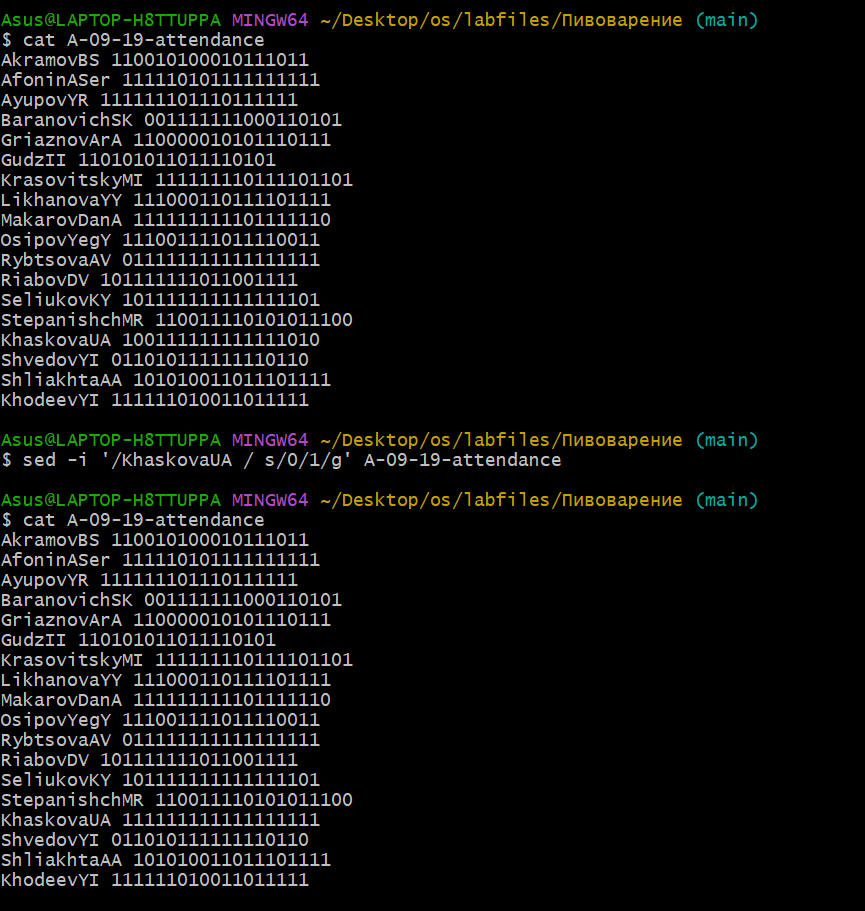 Asus@LAPTOP-H8TTUPPA MINGW64 ~/Desktop/os/labfiles/Пивоварение (main)
$ cat A-09-19-attendance
AkramovBS 110010100010111011
AfoninASer 111110101111111111
AyupovYR 111111101110111111
BaranovichSK 001111111000110101
GriaznovArA 110000010101110111
GudzII 110101011011110101
KrasovitskyMI 111111110111101101
LikhanovaYY 111000110111101111
MakarovDanA 111111111101111110
OsipovYegY 111001111011110011
RybtsovaAV 011111111111111111
RiabovDV 101111111011001111
SeliukovKY 101111111111111101
StepanishchMR 110011110101011100
KhaskovaUA 100111111111111010
ShvedovYI 011010111111110110
ShliakhtaAA 101010011011101111
KhodeevYI 111111010011011111
Asus@LAPTOP-H8TTUPPA MINGW64 ~/Desktop/os/labfiles/Пивоварение (main)
$ sed -i '/KhaskovaUA / s/0/1/g' A-09-19-attendance
Asus@LAPTOP-H8TTUPPA MINGW64 ~/Desktop/os/labfiles/Пивоварение (main)
$ cat A-09-19-attendance
AkramovBS 110010100010111011
AfoninASer 111110101111111111
AyupovYR 111111101110111111
BaranovichSK 001111111000110101
GriaznovArA 110000010101110111
GudzII 110101011011110101
KrasovitskyMI 111111110111101101
LikhanovaYY 111000110111101111
MakarovDanA 111111111101111110
OsipovYegY 111001111011110011
RybtsovaAV 011111111111111111
RiabovDV 101111111011001111
SeliukovKY 101111111111111101
StepanishchMR 110011110101011100
KhaskovaUA 111111111111111111
ShvedovYI 011010111111110110
ShliakhtaAA 101010011011101111
KhodeevYI 111111010011011111